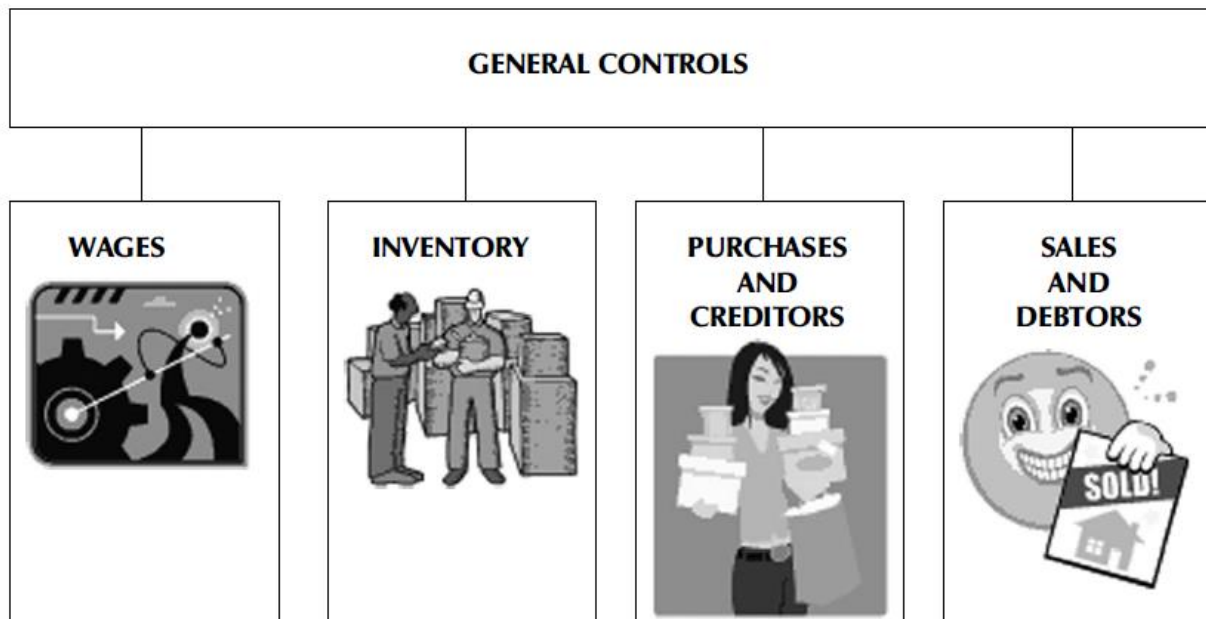 GENERAL CONTROLS
WAGES
INVENTORY
PURCHASES
AND
CREDITORS
SALES
AND
DEBTORS
SOLD!